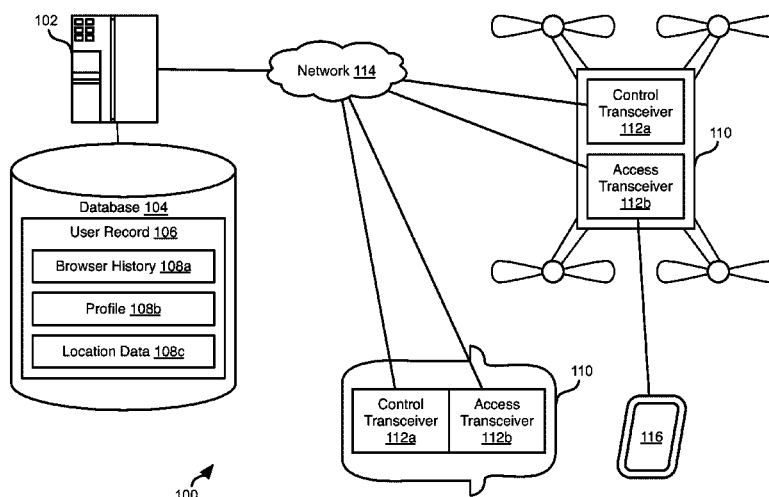 102
Network 114
Control
Transceiver
112a
110
Access
Transceiver
112b
Database 104
User Record 106
Browser History 108a
Profile 108b
Location Data 108c
110
Control
Transceiver
112a
Access
Transceiver
112b
116
100